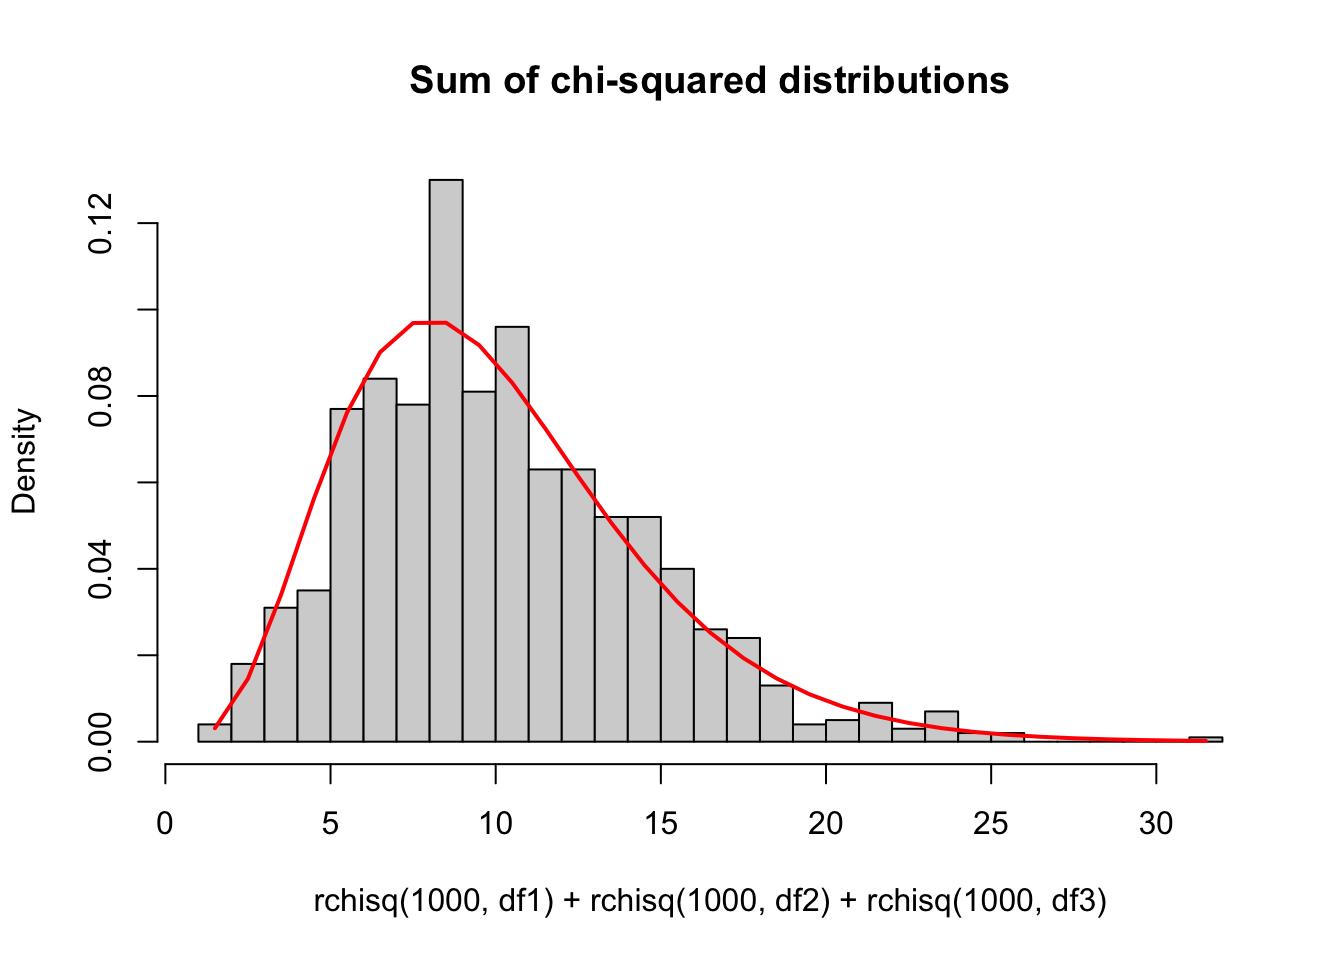 Sum of chi-squared distributions
Density
0.12
0.08
0.04
0.00
0 5 10 15 20 25 30
rchisq(1000, df1) + rchisq(1000, df2) + rchisq(1000, df3)